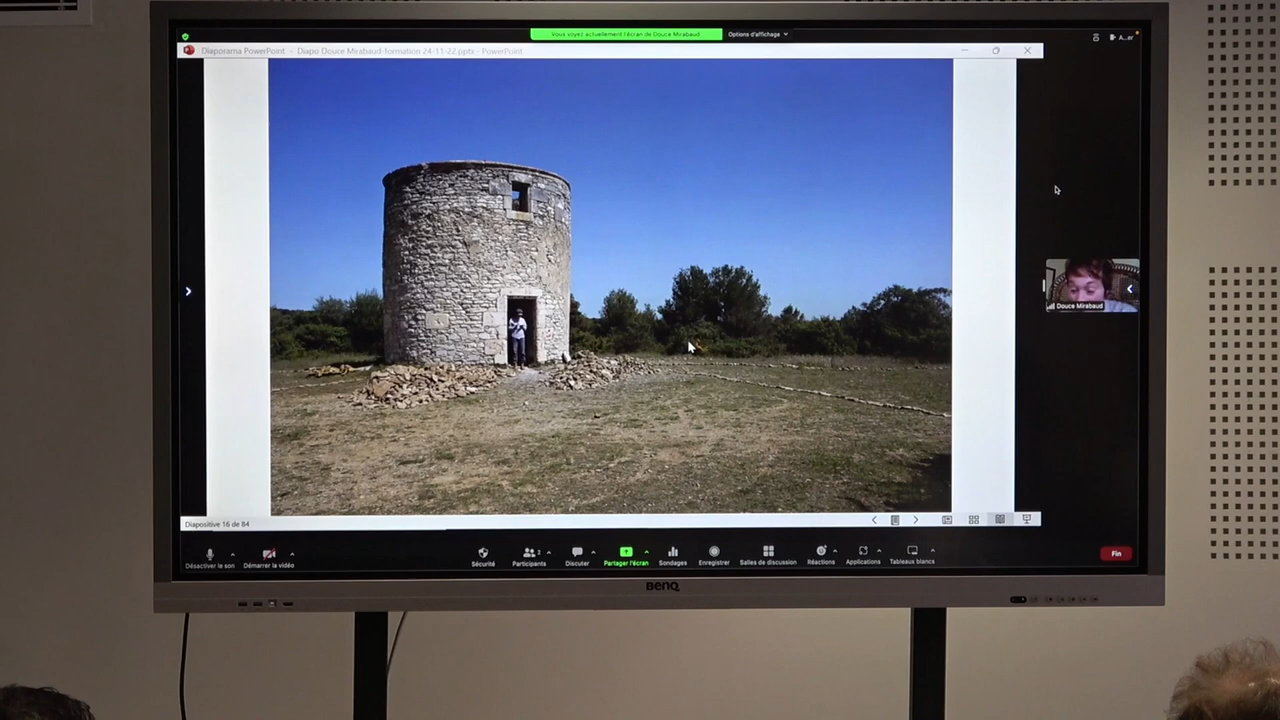 Vous voyez actuellement l'écran de Douce Mirabaud
Options d'affichage
Diaporama PowerPoint - Diapo Douce Mirabaud-formation 24-11-22.pptx - PowerPoint
Douce Mirabaud
Diapositive 16 de 84
Désactiver le son
Démarrer la vidéo
Sécurité
Participants
2
Discuter
Partager l'écran
Sondages
Enregistrer
Salles de discussion
Réactions
Applications
Tableaux blancs
Fin
BenQ